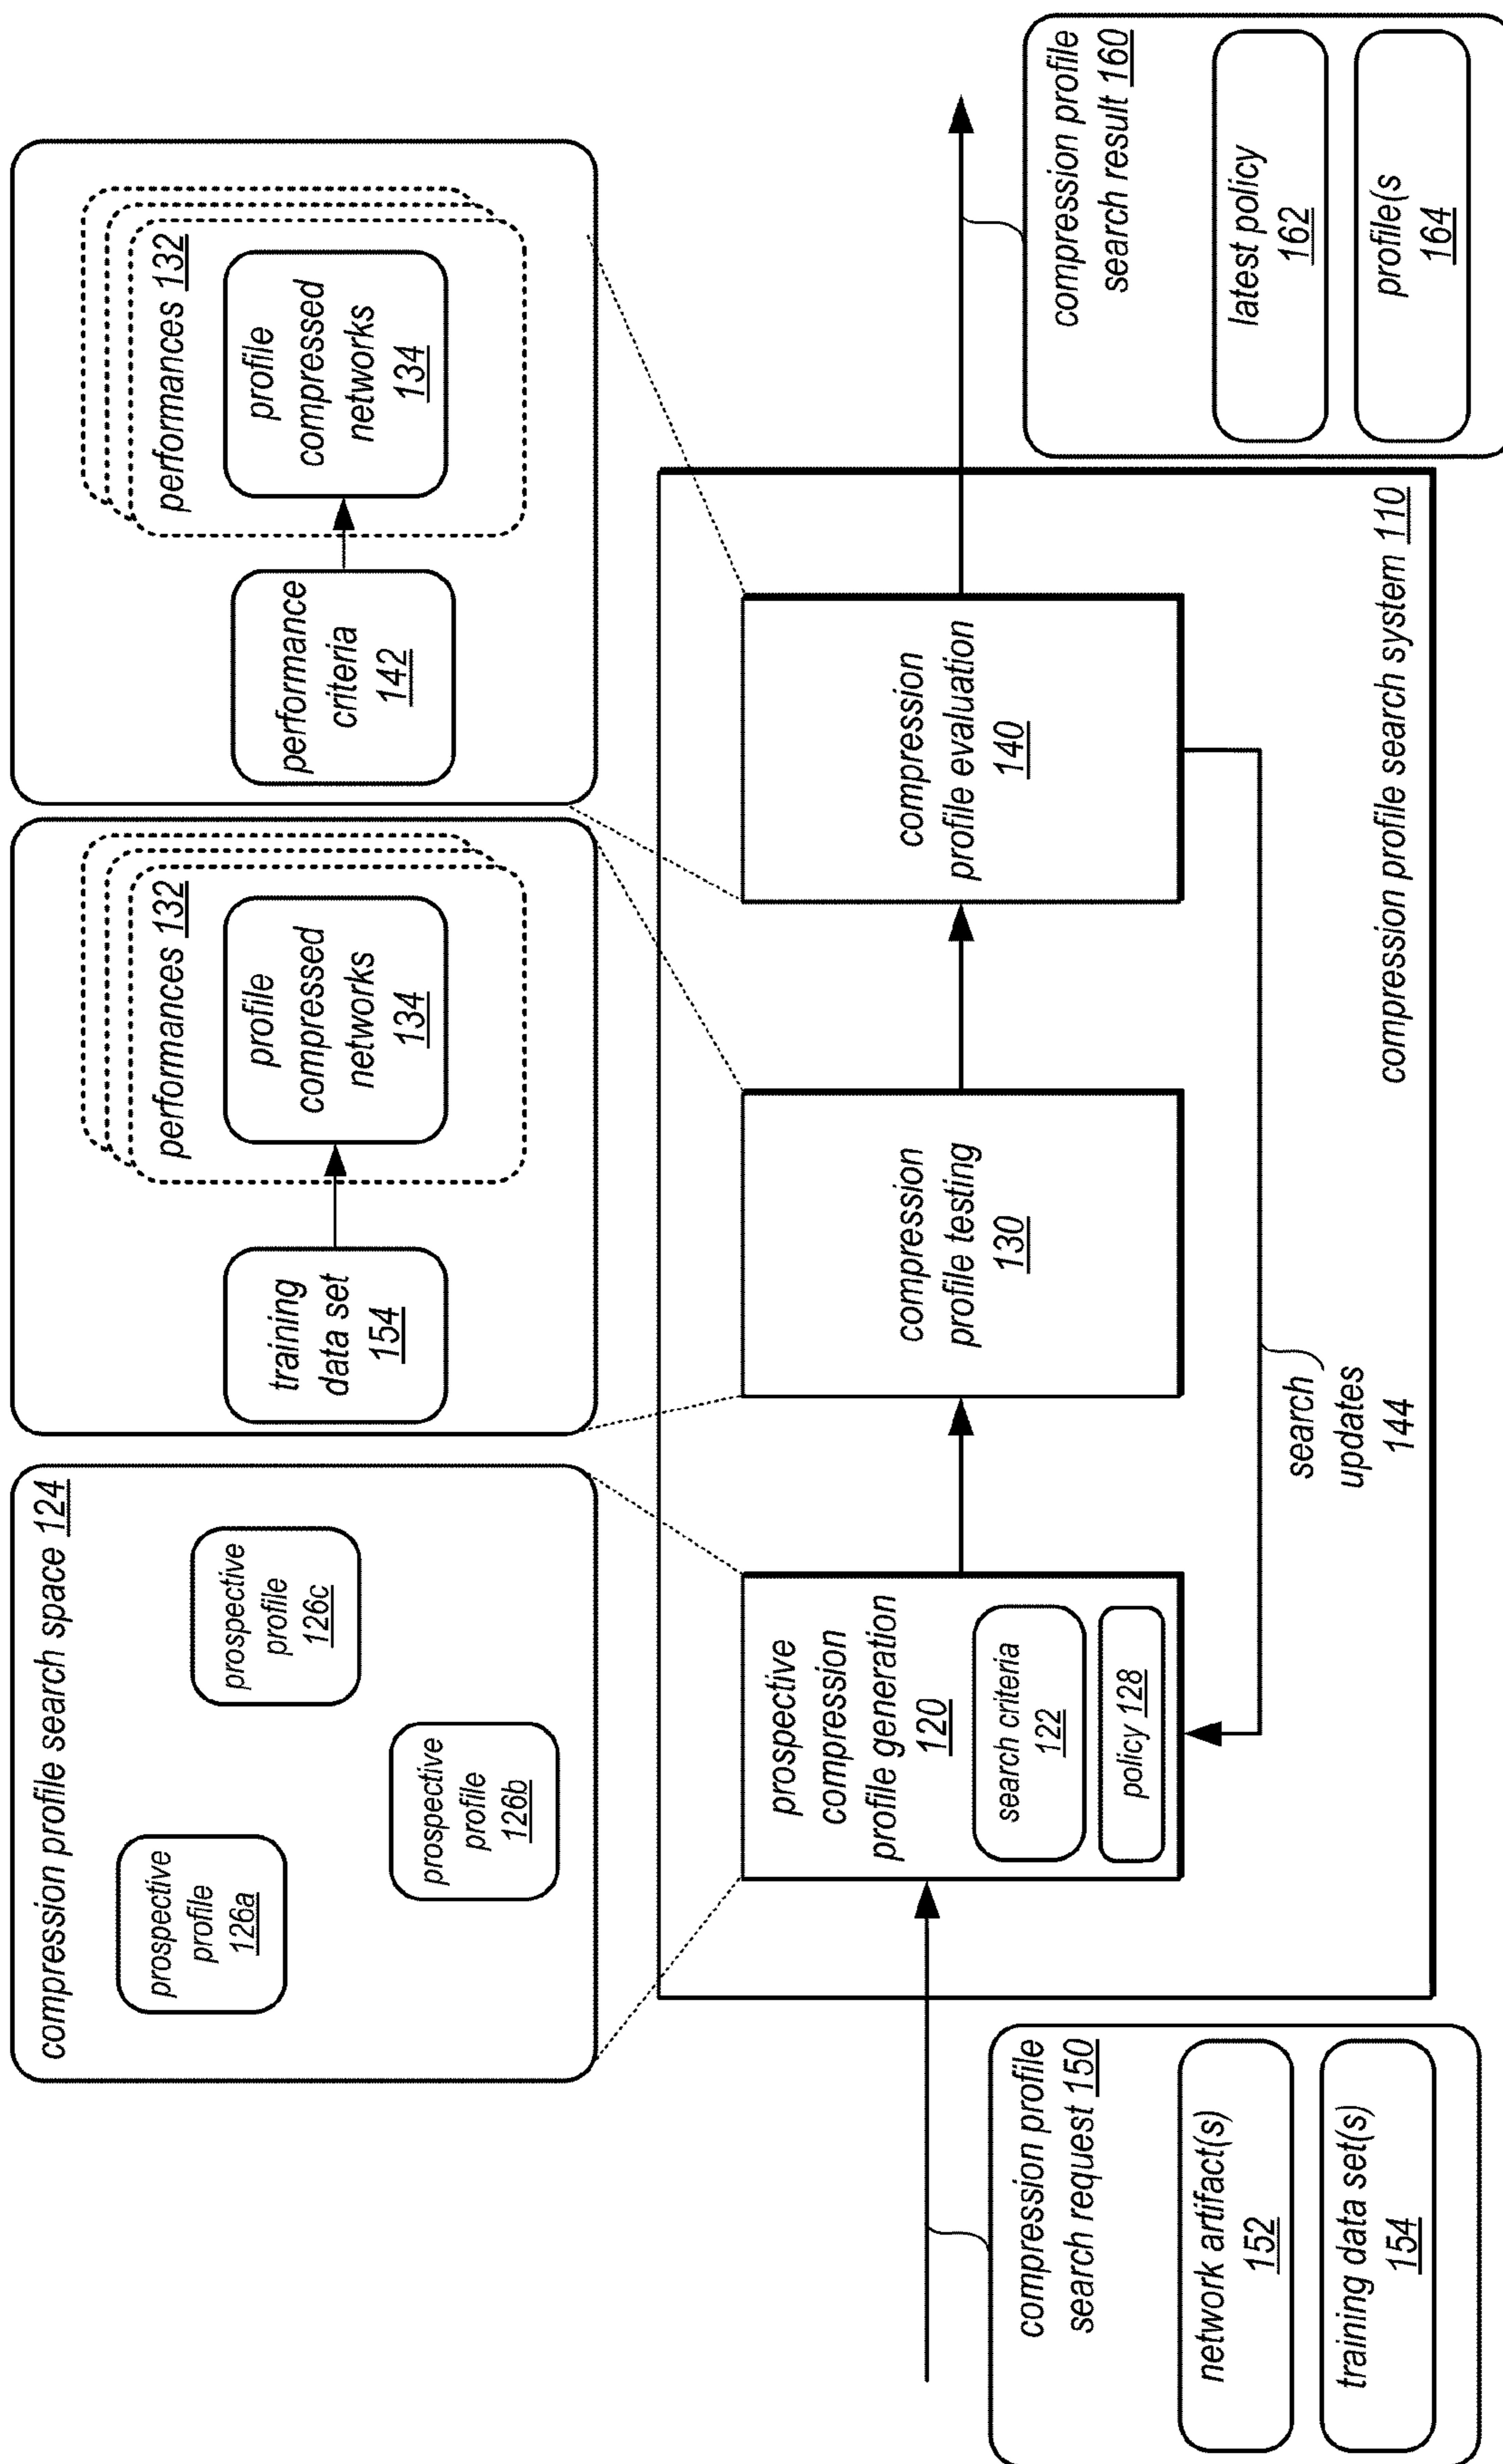 compression profile search space 124
prospective
profile
126a
prospective
profile
126b
prospective
profile
126c
training
data set
154
performances 132
profile
compressed
networks
134
performance
criteria
142
performances 132
profile
compressed
networks
134
prospective
compression
profile generation
120
search criteria
122
policy 128
compression
profile testing
130
compression
profile evaluation
140
search
updates
144
compression profile search system 110
compression profile
search request 150
network artifact(s)
152
training data set(s)
154
compression profile
search result 160
latest policy
162
profile(s
164